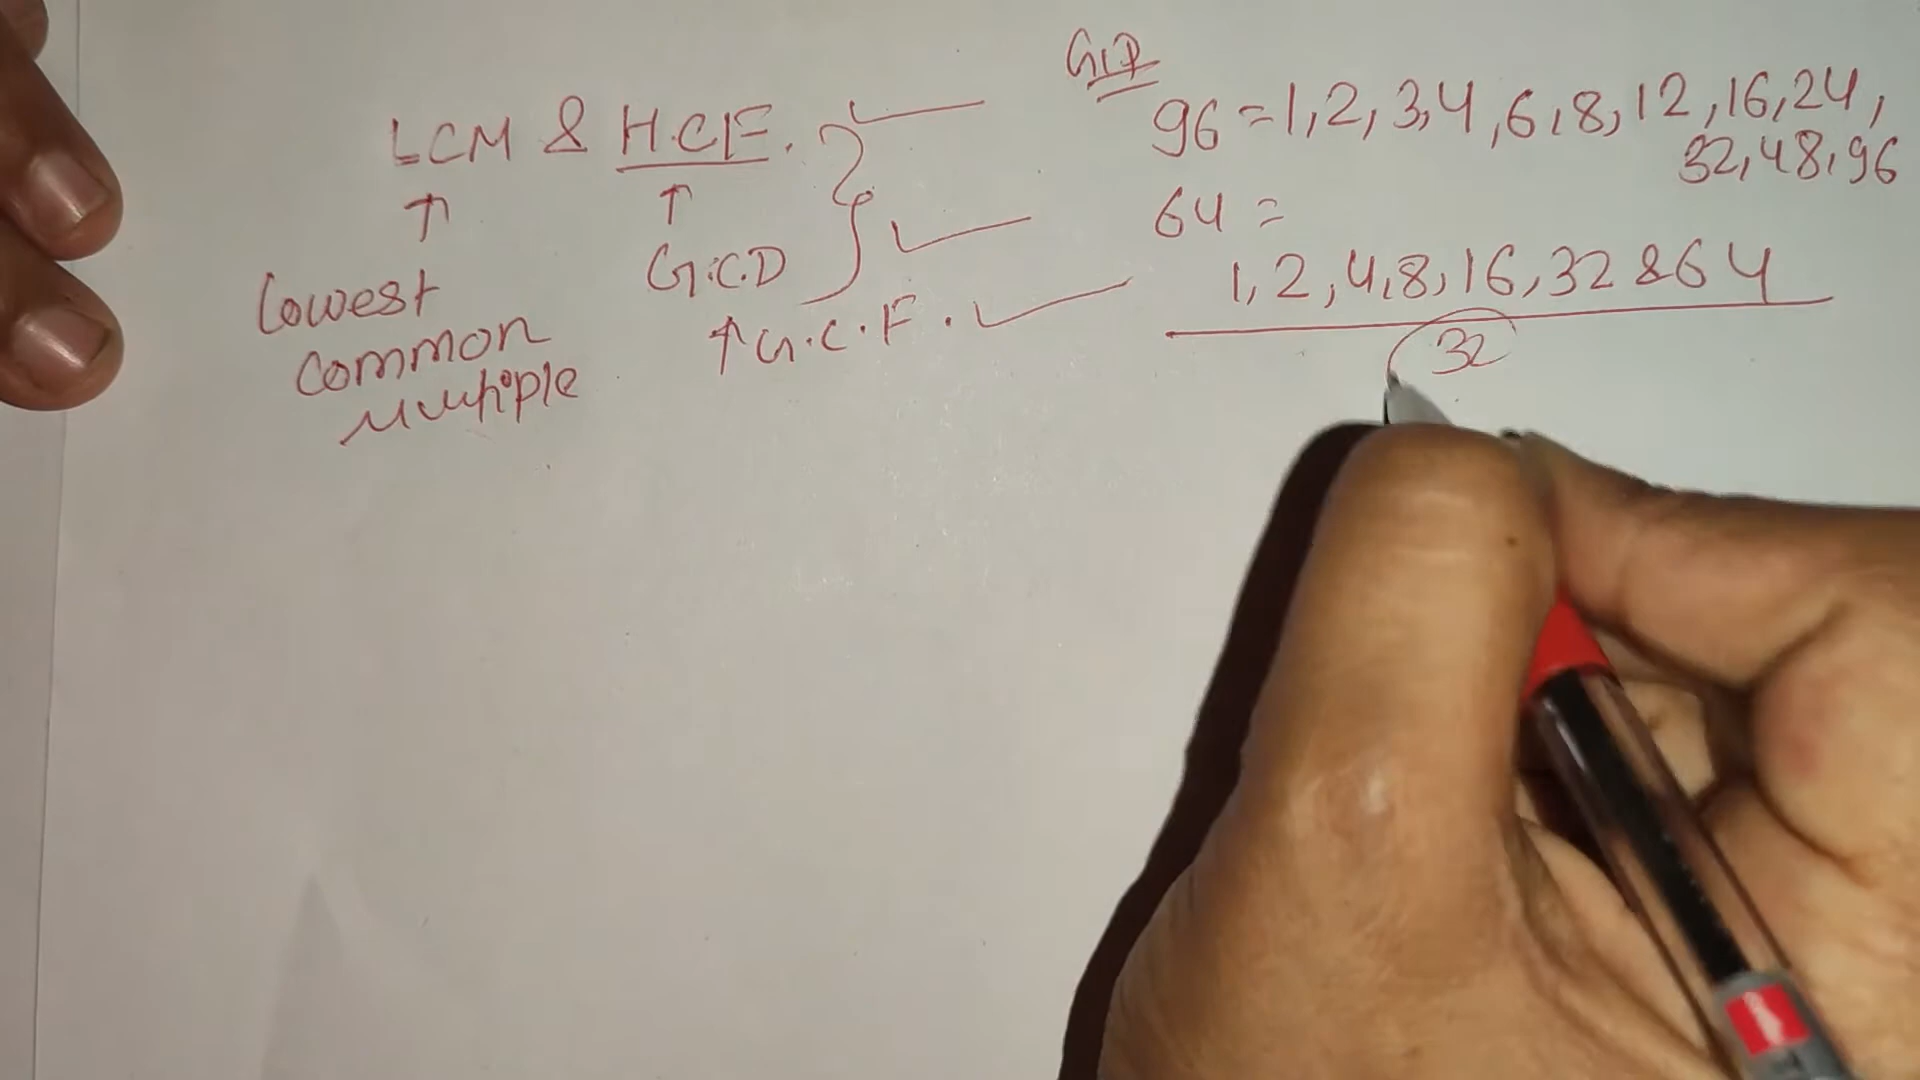 LCM & H.C.F.
↑ ↑
G.C.D
Lowest
Common
Multiple
↑ G.C.F.
96 = 1, 2, 3, 4, 6, 8, 12, 16, 24,
32, 48, 96
64 =
1, 2, 4, 8, 16, 32 & 64
32